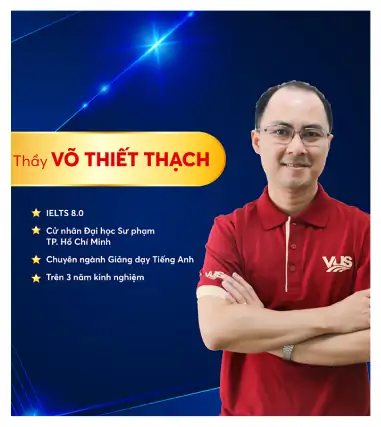 Thầy VÕ THIẾT THẠCH
IELTS 8.0
Cử nhân Đại học Sư phạm
TP. Hồ Chí Minh
Chuyên ngành Giảng dạy Tiếng Anh
Trên 3 năm kinh nghiệm
VUS
VUS